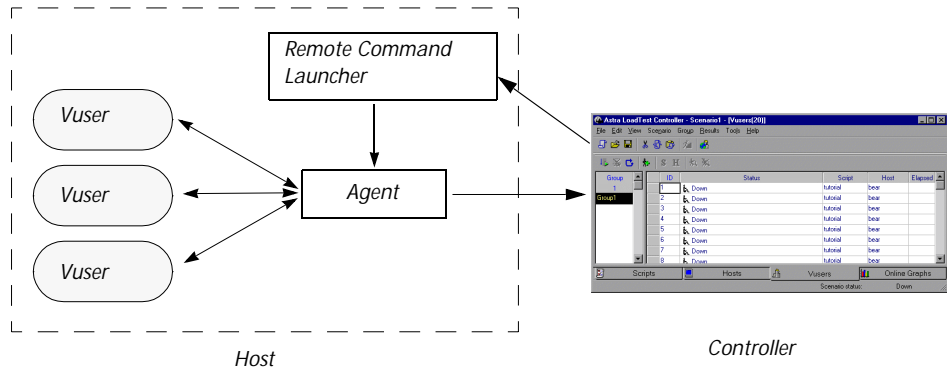 Remote Command
Launcher
Vuser
Vuser
Vuser
Agent
Host
Astra LoadTest Controller - Scenario1 - [Vusers(20)]
File Edit View Scenario Group Results Tools Help
Group ID Status Script Host Elapsed
1
Group1
1 Down tutorial bear
2 Down tutorial bear
3 Down tutorial bear
4 Down tutorial bear
5 Down tutorial bear
6 Down tutorial bear
7 Down tutorial bear
8 Down tutorial bear
Scripts Hosts Vusers Online Graphs
Scenario status: Down
Controller